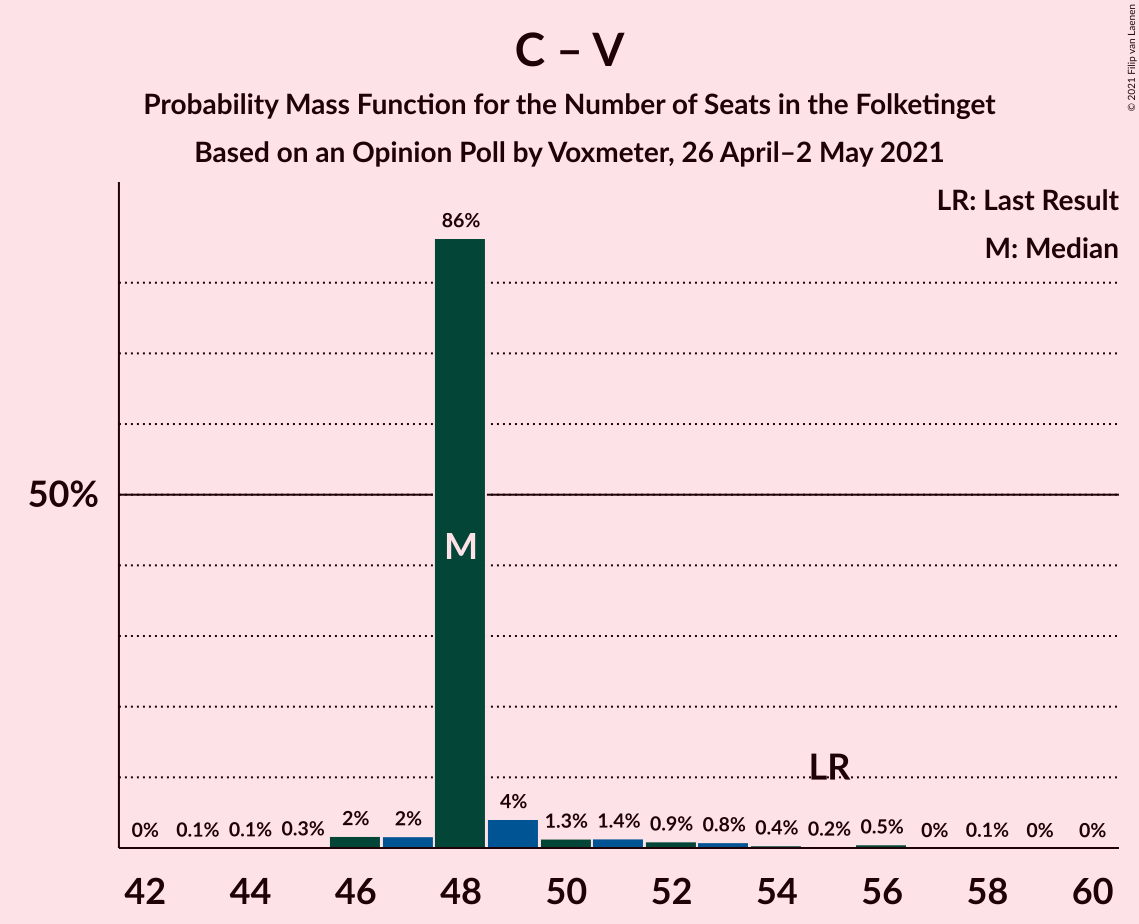 C – V
Probability Mass Function for the Number of Seats in the Folketinget
Based on an Opinion Poll by Voxmeter, 26 April–2 May 2021
© 2021 Filip van Laenen
LR: Last Result
M: Median
86%
50%
M
LR
0% 0.1% 0.1% 0.3% 2% 2% 4% 1.3% 1.4% 0.9% 0.8% 0.4% 0.2% 0.5% 0% 0.1% 0% 0%
42 44 46 48 50 52 54 56 58 60